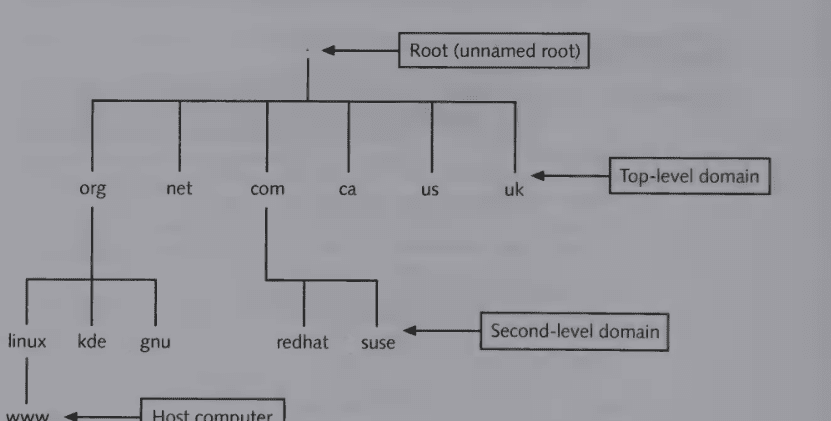 . Root (unnamed root)
org net com ca us uk Top-level domain
linux kde gnu redhat suse Second-level domain
www Host computer